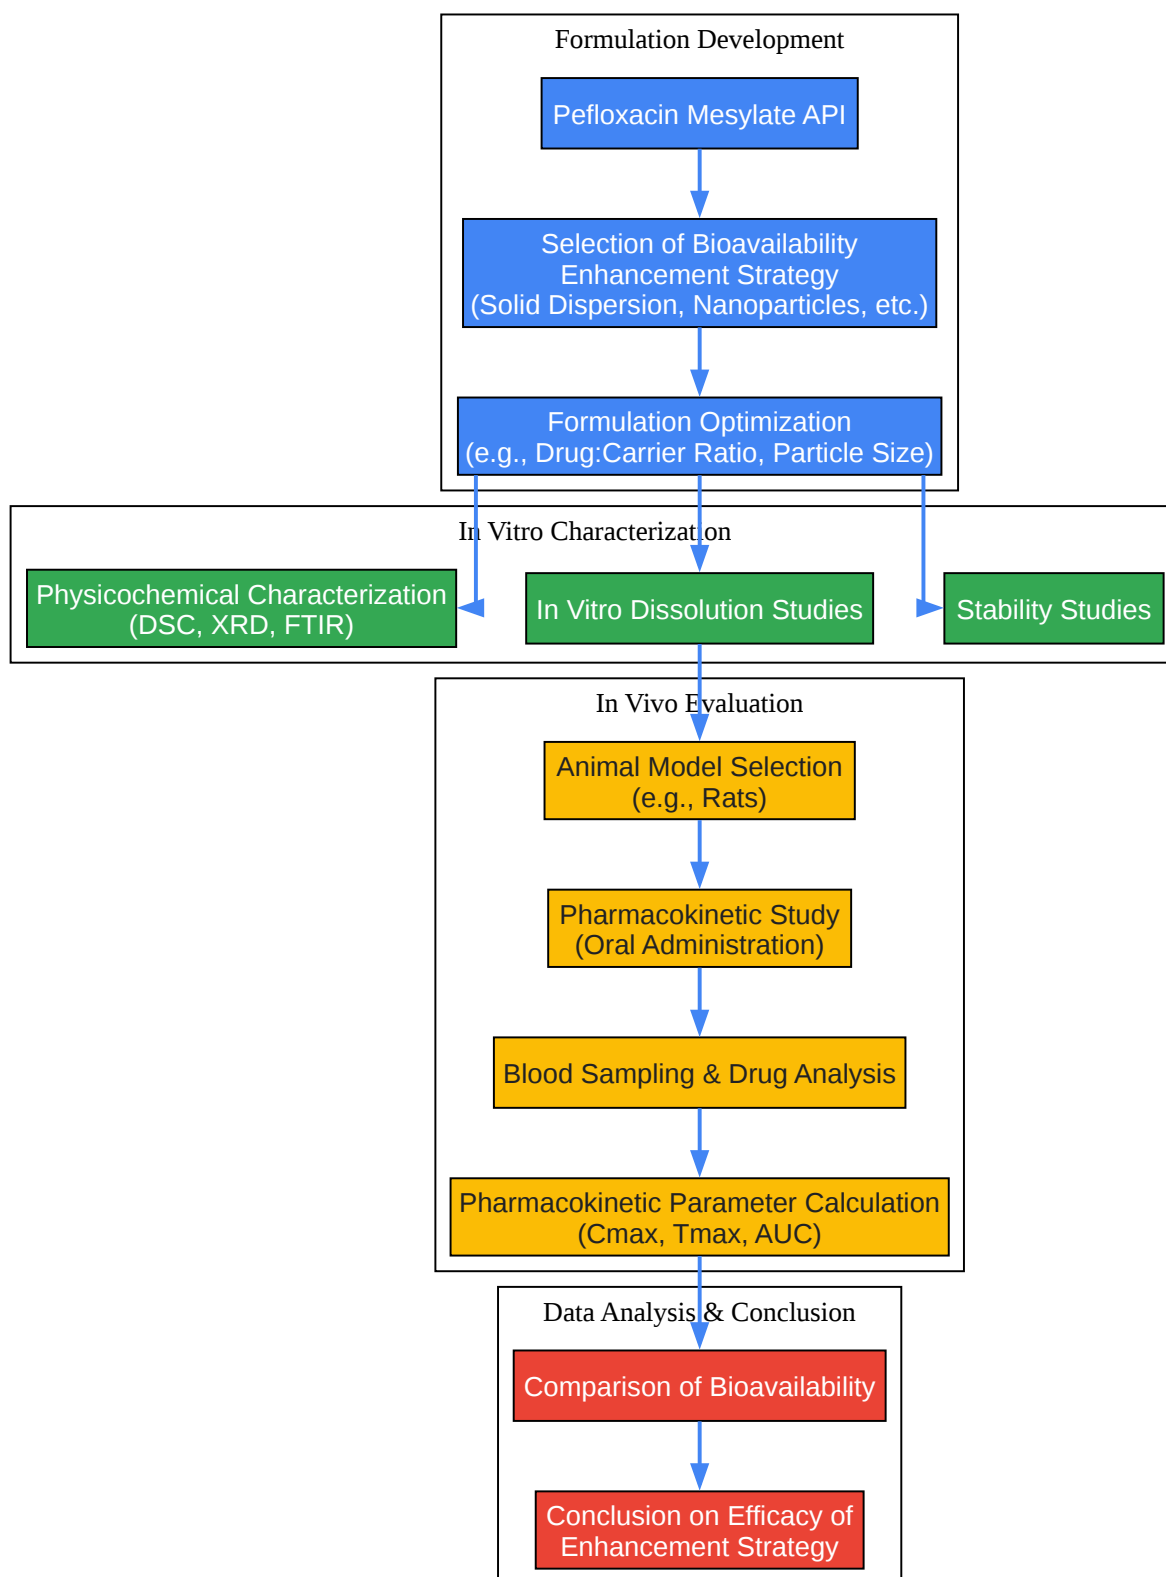 Formulation Development
Pefloxacin Mesylate API
Selection of Bioavailability
Enhancement Strategy
(Solid Dispersion, Nanoparticles, etc.)
Formulation Optimization
(e.g., Drug:Carrier Ratio, Particle Size)
In Vitro Characterization
Physicochemical Characterization
(DSC, XRD, FTIR)
In Vitro Dissolution Studies
Stability Studies
In Vivo Evaluation
Animal Model Selection
(e.g., Rats)
Pharmacokinetic Study
(Oral Administration)
Blood Sampling & Drug Analysis
Pharmacokinetic Parameter Calculation
(Cmax, Tmax, AUC)
Data Analysis & Conclusion
Comparison of Bioavailability
Conclusion on Efficacy of
Enhancement Strategy